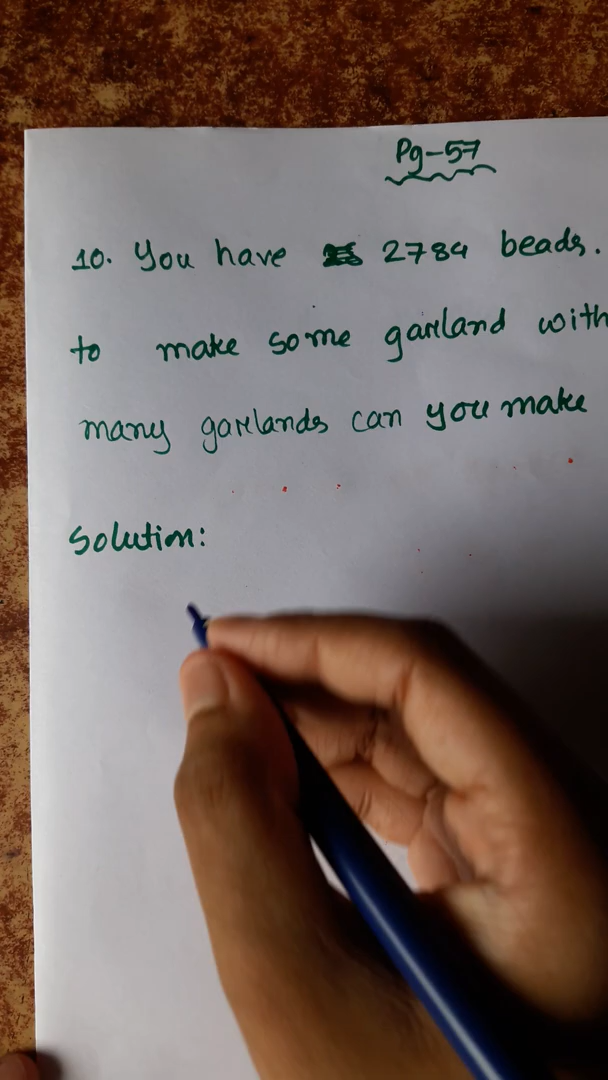 Pg-57
10. You have 2784 beads.
to make some garland with
many garlands can you make
Solution: